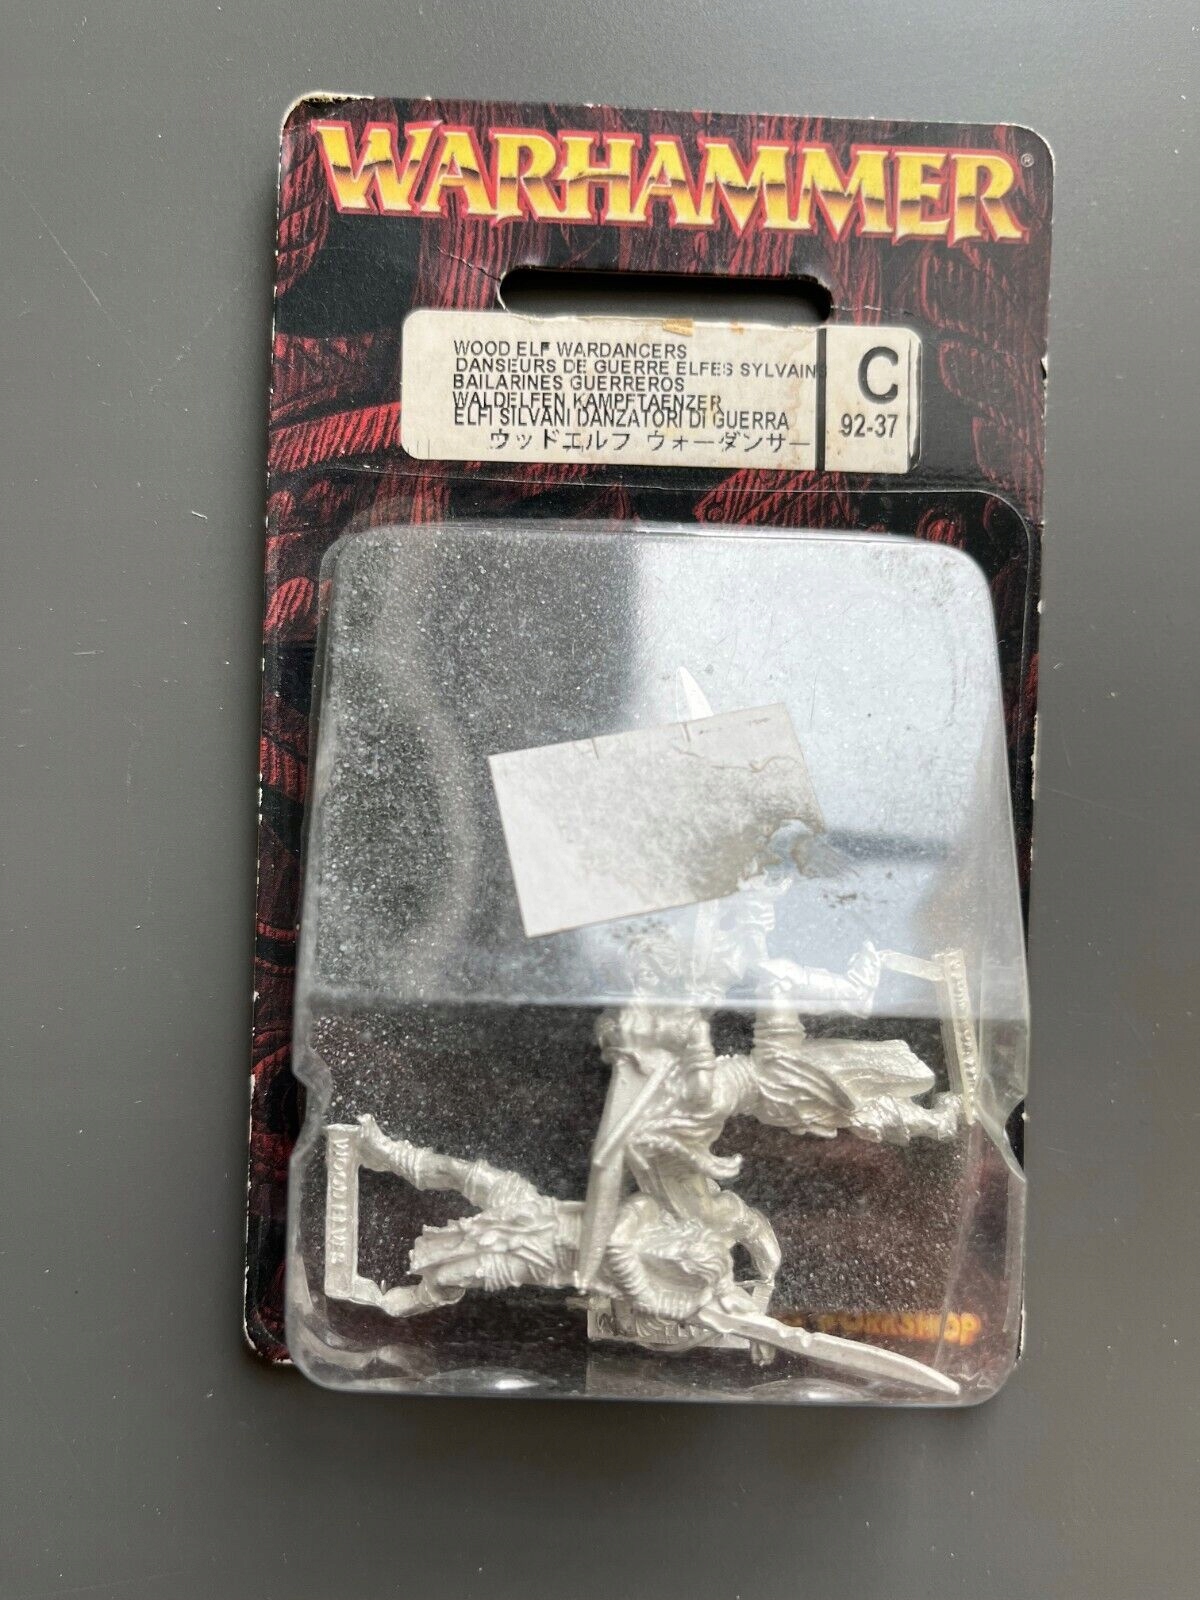 WARHAMMER®
WOOD ELF WARDANCERS
DANSEURS DE GUERRE ELFES SYLVAINS
BAILARINES GUERREROS
WALDELFEN KAMPFTAENZER
ELFI SILVANI DANZATORI DI GUERRA
ウッドエルフ ウォーダンサー
C
92-37
WORKSHOP